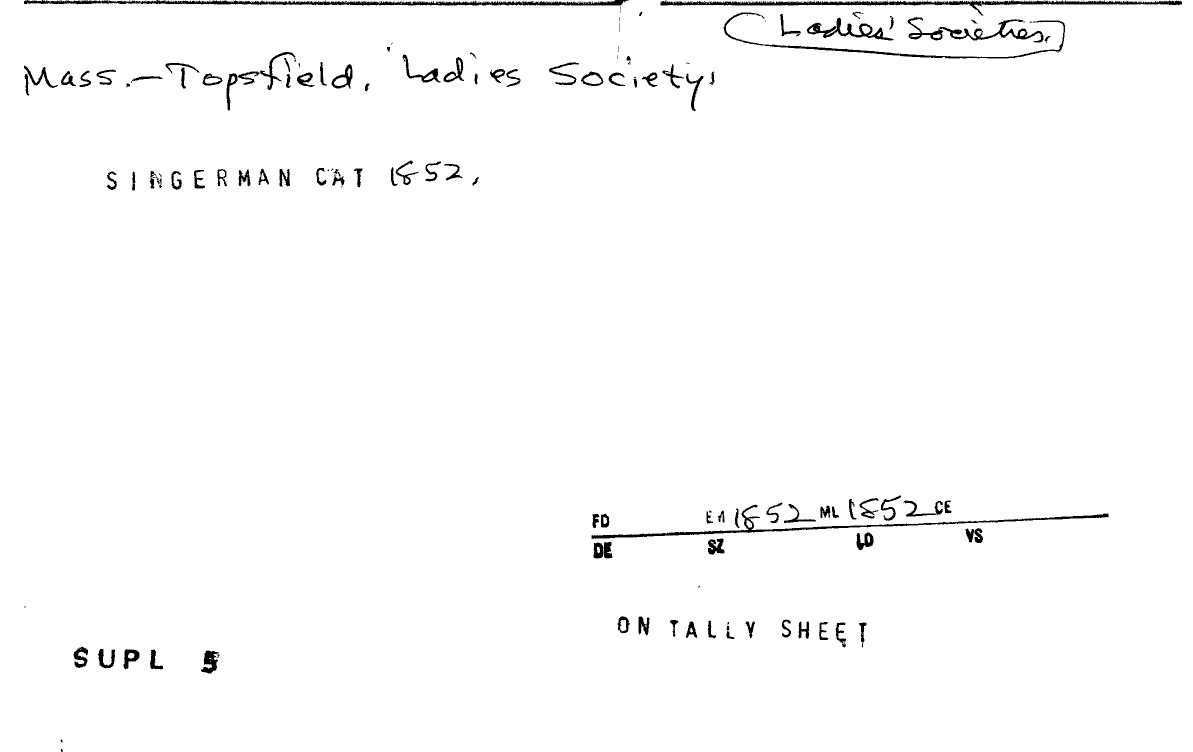 Ladies' Societies.
Mass.—Topsfield. Ladies Society.
SINGERMAN CAT 1852.
FD EA 1852 ML 1852 CE
DE SZ LD VS
ON TALLY SHEET
SUPL 5